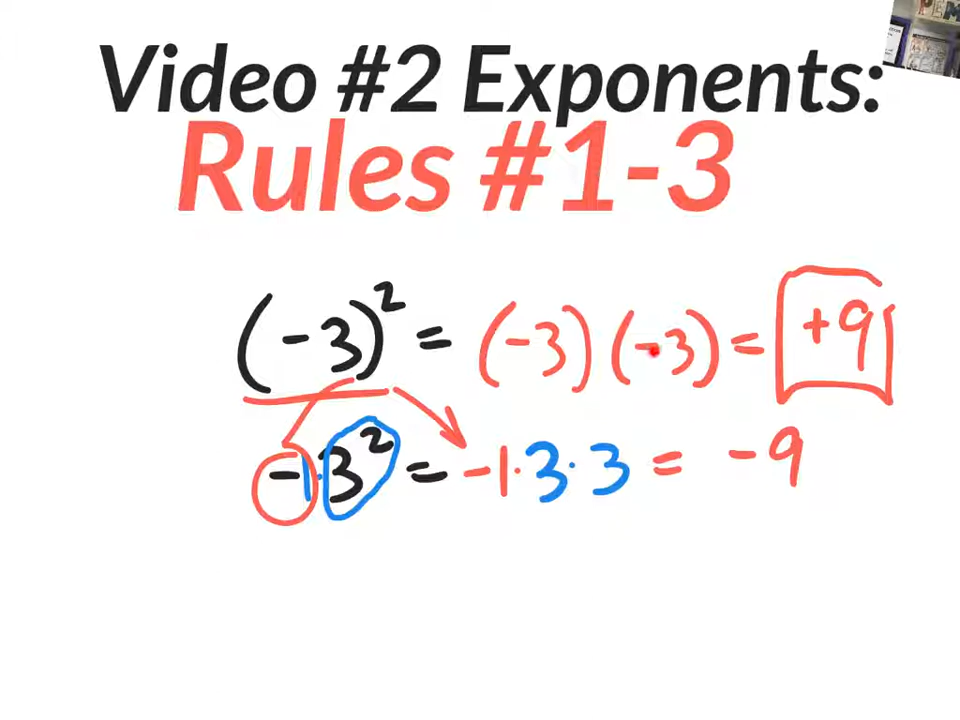 Video #2 Exponents:
Rules #1-3
(-3)² = (-3)(-3) = +9
-1·3² = -1·3·3 = -9